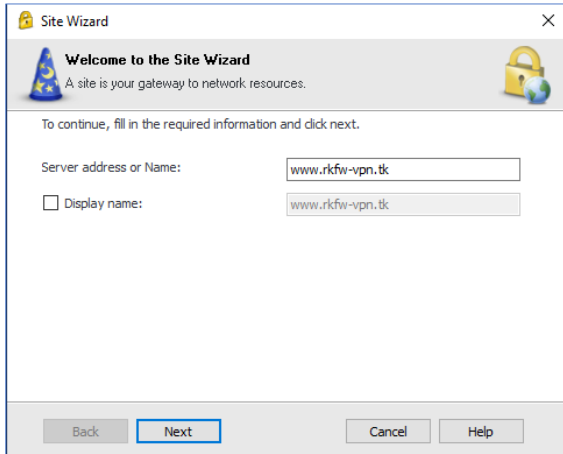 Site Wizard
Welcome to the Site Wizard
A site is your gateway to network resources.
To continue, fill in the required information and click next.
Server address or Name: www.rkfw-vpn.tk
Display name: www.rkfw-vpn.tk
Back Next Cancel Help